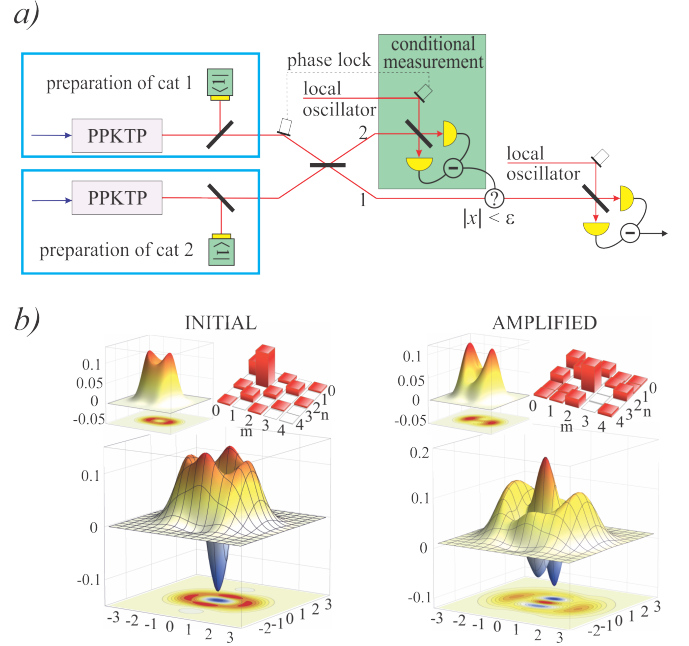 a)
preparation of cat 1
|1⟩
PPKTP
PPKTP
|1⟩
preparation of cat 2
phase lock
local
oscillator
conditional
measurement
2
1
−
?
|x| < ε
local
oscillator
−
b)
INITIAL
AMPLIFIED
0.1
0.05
0
-0.05
0 1 2 3 4
m
0 1 2 3 4
n
0.1
0
-0.1
-3 -2 -1 0 1 2 3
-2 -1 0 1 2 3
0.1
0.05
0
-0.05
0 1 2 3 4
m
0 1 2 3 4
n
0.2
0.1
0
-0.1
-3 -2 -1 0 1 2 3
-2 -1 0 1 2 3